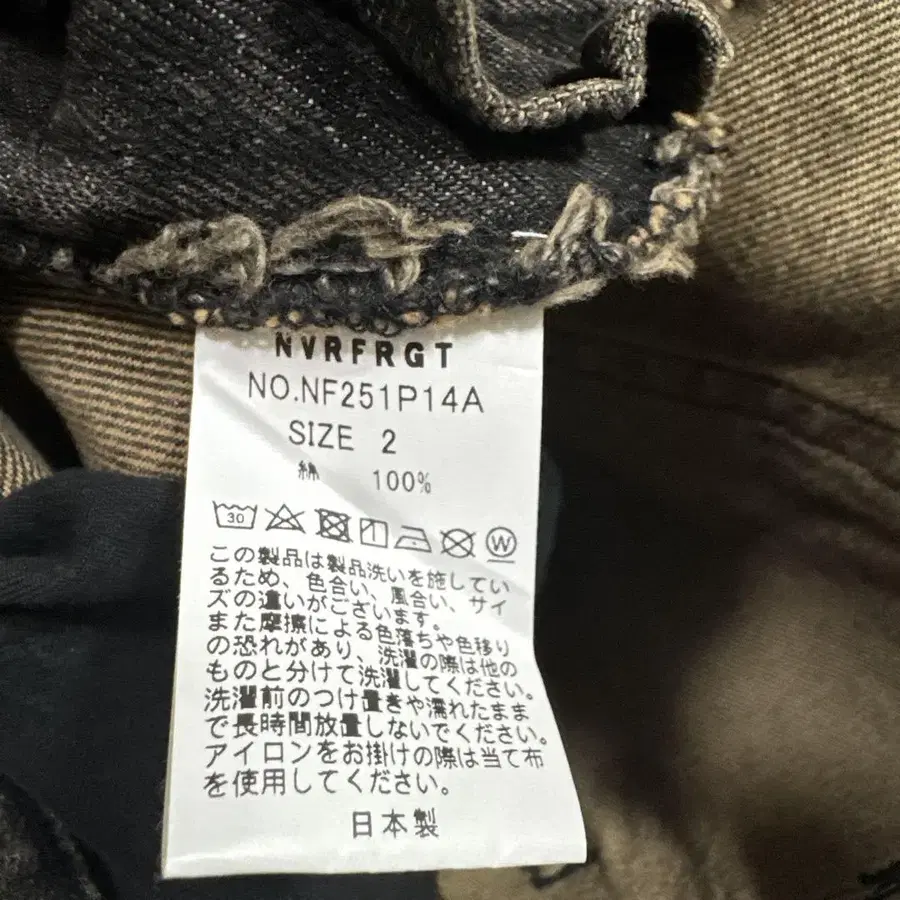 NVRFRGT
NO.NF251P14A
SIZE 2
綿 100%
30 W
この製品は製品洗いを施してい
るため、色合い、風合い、サイ
ズの違いがございます。
また摩擦による色落ちや色移り
の恐れがあり、洗濯の際は他の
ものと分けて洗濯してください。
洗濯前のつけ置きや濡れたまま
で長時間放置しないでください。
アイロンをお掛けの際は当て布
を使用してください。
日本製